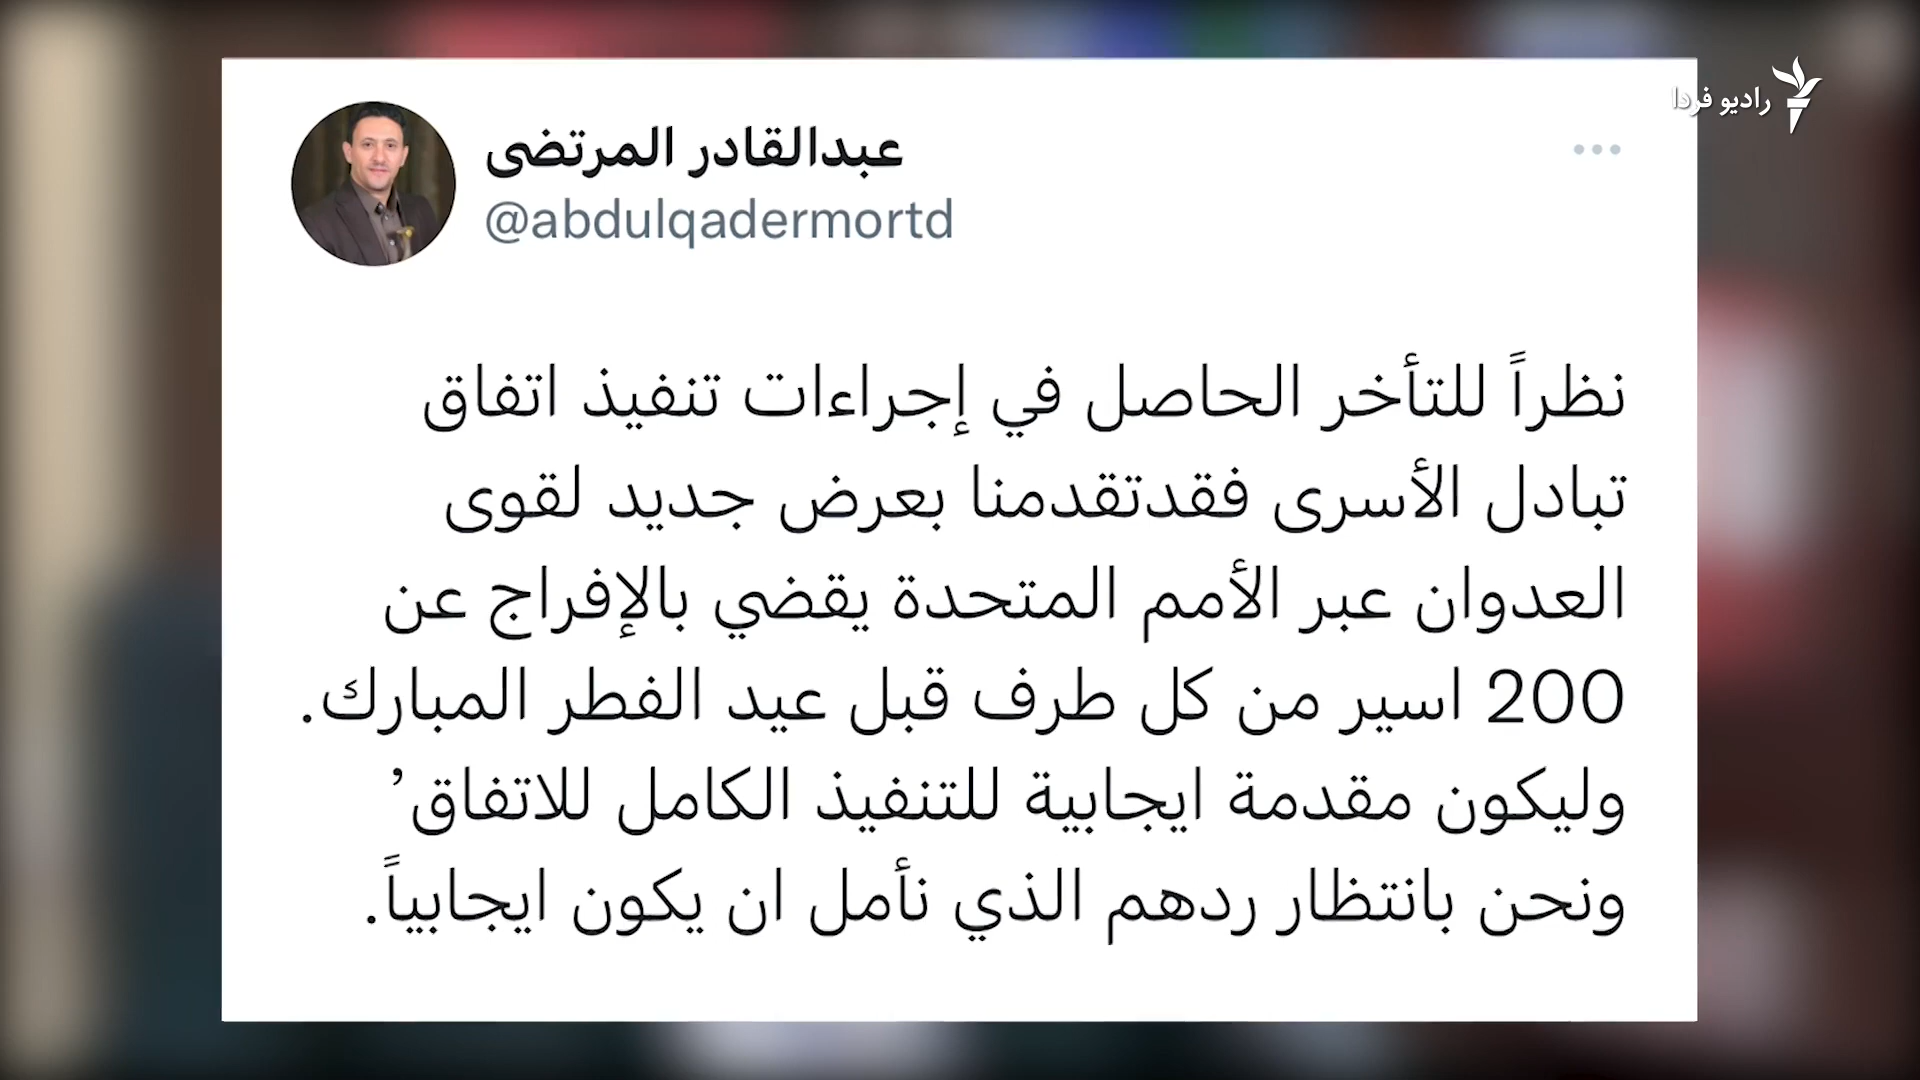 رادیو فردا
عبدالقادر المرتضى
@abdulqadermortd
نظراً للتأخر الحاصل في إجراءات تنفيذ اتفاق
تبادل الأسرى فقدتقدمنا بعرض جديد لقوى
العدوان عبر الأمم المتحدة يقضي بالإفراج عن
200 اسير من كل طرف قبل عيد الفطر المبارك.
وليكون مقدمة ايجابية للتنفيذ الكامل للاتفاق’
ونحن بانتظار ردهم الذي نأمل ان يكون ايجابياً.